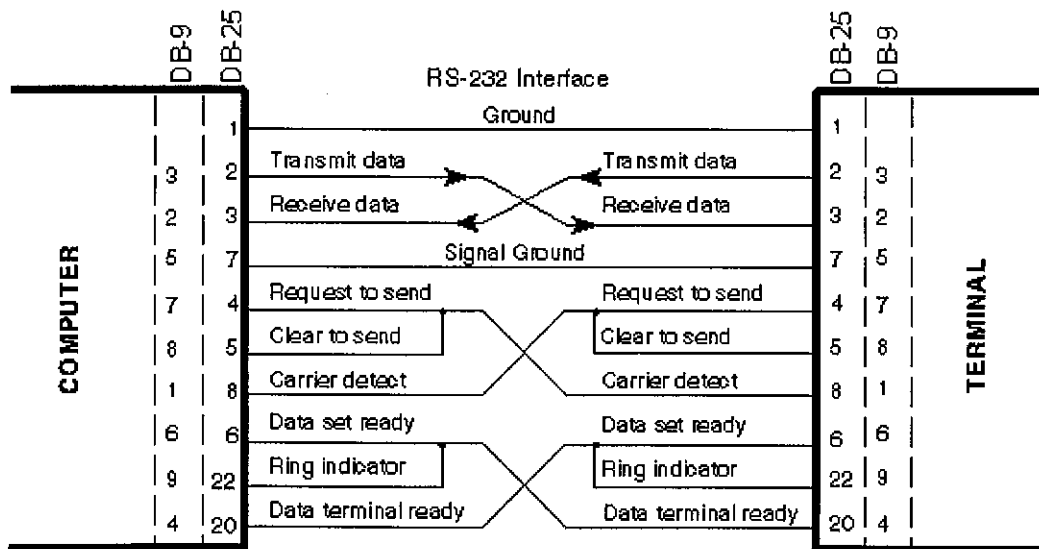 DB-9 DB-25 DB-25 DB-9
RS-232 Interface
Ground
1 1
3 2 Transmit data Transmit data 2 3
2 3 Receive data Receive data 3 2
Signal Ground
5 7 7 5
7 4 Request to send Request to send 4 7
8 5 Clear to send Clear to send 5 8
1 8 Carrier detect Carrier detect 8 1
6 6 Data set ready Data set ready 6 6
9 22 Ring indicator Ring indicator 22 9
4 20 Data terminal ready Data terminal ready 20 4
COMPUTER
TERMINAL